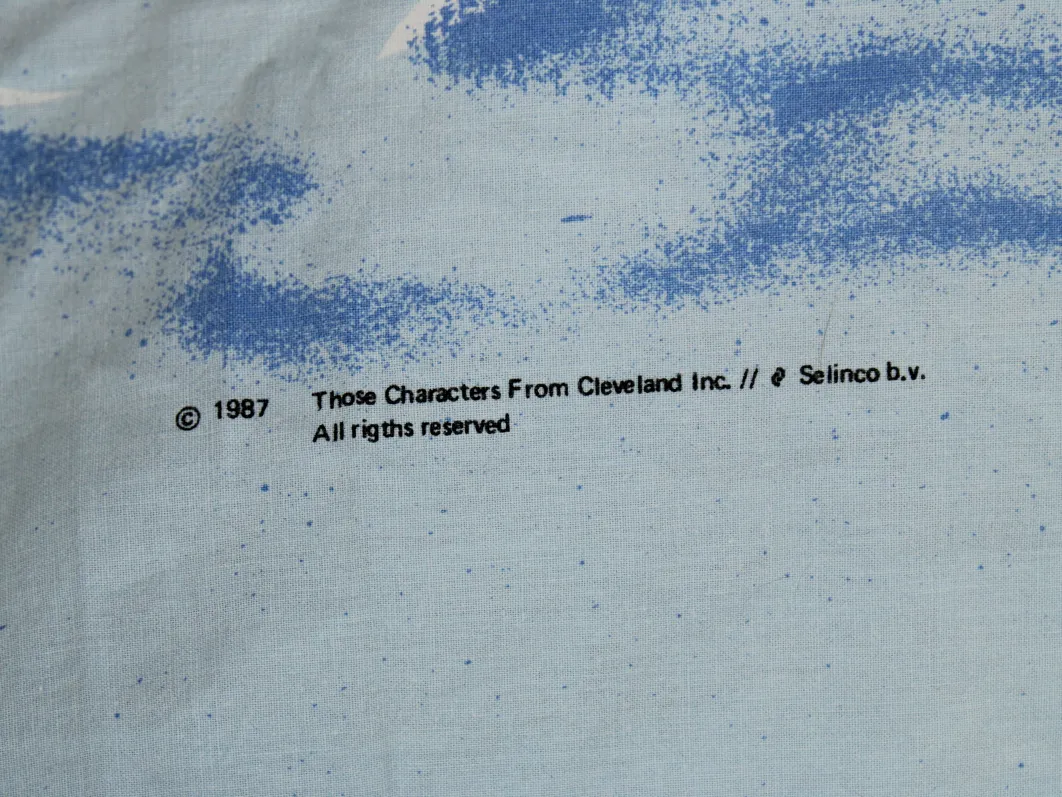 © 1987 Those Characters From Cleveland Inc. // Selinco b.v.
All rigths reserved